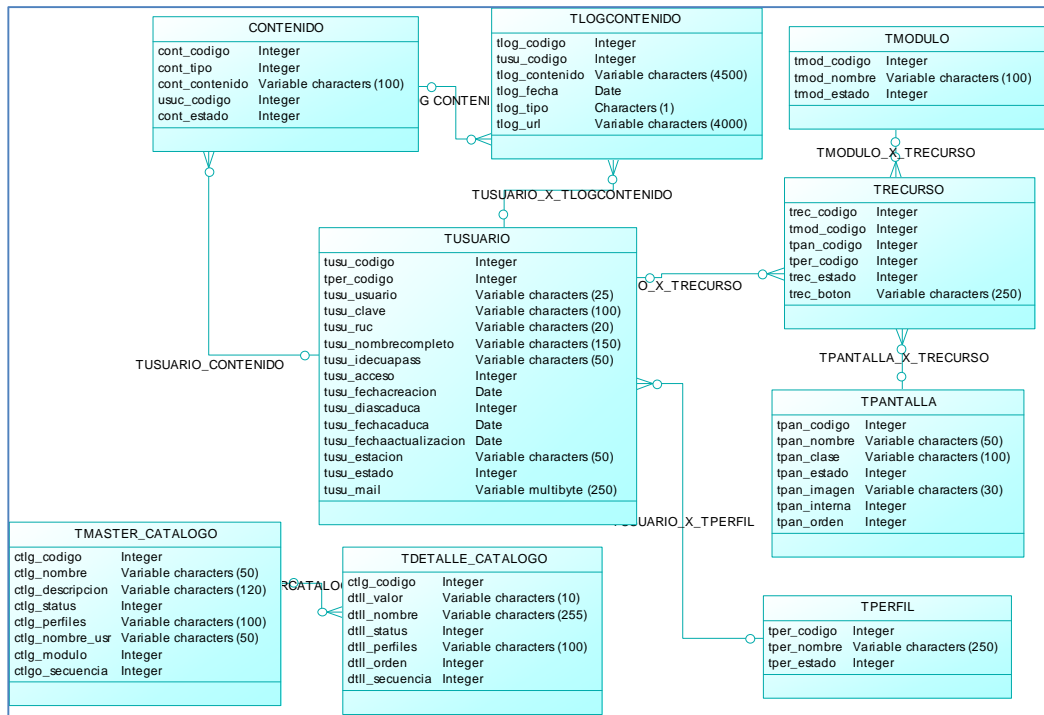 CONTENIDO
cont_codigo Integer
cont_tipo Integer
cont_contenido Variable characters (100)
usuc_codigo Integer
cont_estado Integer
TLOGCONTENIDO
tlog_codigo Integer
tusu_codigo Integer
tlog_contenido Variable characters (4500)
tlog_fecha Date
tlog_tipo Characters (1)
tlog_url Variable characters (4000)
TMODULO
tmod_codigo Integer
tmod_nombre Variable characters (100)
tmod_estado Integer
TMODULO_X_TRECURSO
TUSUARIO_X_TLOGCONTENIDO
TRECURSO
trec_codigo Integer
tmod_codigo Integer
tpan_codigo Integer
tper_codigo Integer
trec_estado Integer
trec_boton Variable characters (250)
TUSUARIO
tusu_codigo Integer
tper_codigo Integer
tusu_usuario Variable characters (25)
tusu_clave Variable characters (100)
tusu_ruc Variable characters (20)
tusu_nombrecompleto Variable characters (150)
tusu_idecuapass Variable characters (50)
tusu_acceso Integer
tusu_fechacreacion Date
tusu_diascaduca Integer
tusu_fechacaduca Date
tusu_fechaactualizacion Date
tusu_estacion Variable characters (50)
tusu_estado Integer
tusu_mail Variable multibyte (250)
O_X_TRECURSO
TUSUARIO_CONTENIDO
TPANTALLA_X_TRECURSO
TPANTALLA
tpan_codigo Integer
tpan_nombre Variable characters (50)
tpan_clase Variable characters (100)
tpan_estado Integer
tpan_imagen Variable characters (30)
tpan_interna Integer
tpan_orden Integer
USUARIO_X_TPERFIL
TMASTER_CATALOGO
ctlg_codigo Integer
ctlg_nombre Variable characters (50)
ctlg_descripcion Variable characters (120)
ctlg_status Integer
ctlg_perfiles Variable characters (100)
ctlg_nombre_usr Variable characters (50)
ctlg_modulo Integer
ctlgo_secuencia Integer
RCATALO
TDETALLE_CATALOGO
ctlg_codigo Integer
dtll_valor Variable characters (10)
dtll_nombre Variable characters (255)
dtll_status Integer
dtll_perfiles Variable characters (100)
dtll_orden Integer
dtll_secuencia Integer
TPERFIL
tper_codigo Integer
tper_nombre Variable characters (250)
tper_estado Integer